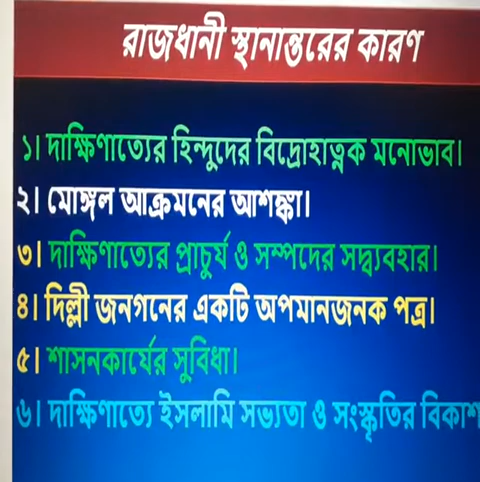 রাজধানী স্থানান্তরের কারণ
১। দাক্ষিণাত্যের হিন্দুদের বিদ্রোহাত্নক মনোভাব।
২। মোঙ্গল আক্রমনের আশঙ্কা।
৩। দাক্ষিণাত্যের প্রাচুর্য ও সম্পদের সদ্ব্যবহার।
৪। দিল্লী জনগনের একটি অপমানজনক পত্র।
৫। শাসনকার্যের সুবিধা।
৬। দাক্ষিণাত্যে ইসলামি সভ্যতা ও সংস্কৃতির বিকাশ